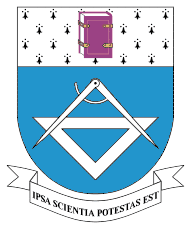 IPSA SCIENTIA POTESTAS EST